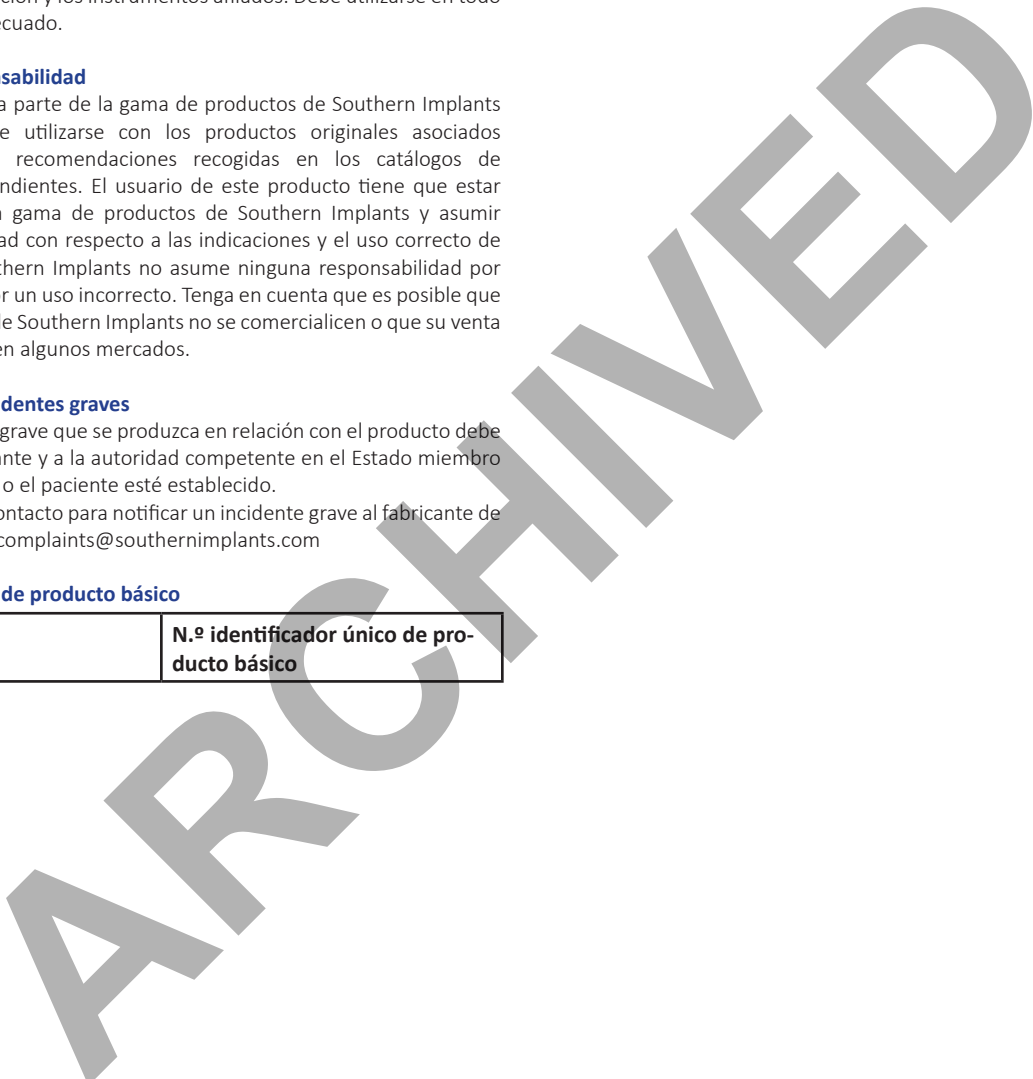 ción y los instrumentos afilados. Debe utilizarse en todo
ecuado.
nsabilidad
a parte de la gama de productos de Southern Implants
e utilizarse con los productos originales asociados
recomendaciones recogidas en los catálogos de
ndientes. El usuario de este producto tiene que estar
gama de productos de Southern Implants y asumir
ad con respecto a las indicaciones y el uso correcto de
thern Implants no asume ninguna responsabilidad por
or un uso incorrecto. Tenga en cuenta que es posible que
de Southern Implants no se comercialicen o que su venta
en algunos mercados.
identes graves
grave que se produzca en relación con el producto debe
ante y a la autoridad competente en el Estado miembro
o el paciente esté establecido.
ontacto para notificar un incidente grave al fabricante de
complaints@southernimplants.com
de producto básico
N.º identificador único de pro-
ducto básico
ARCHIVED